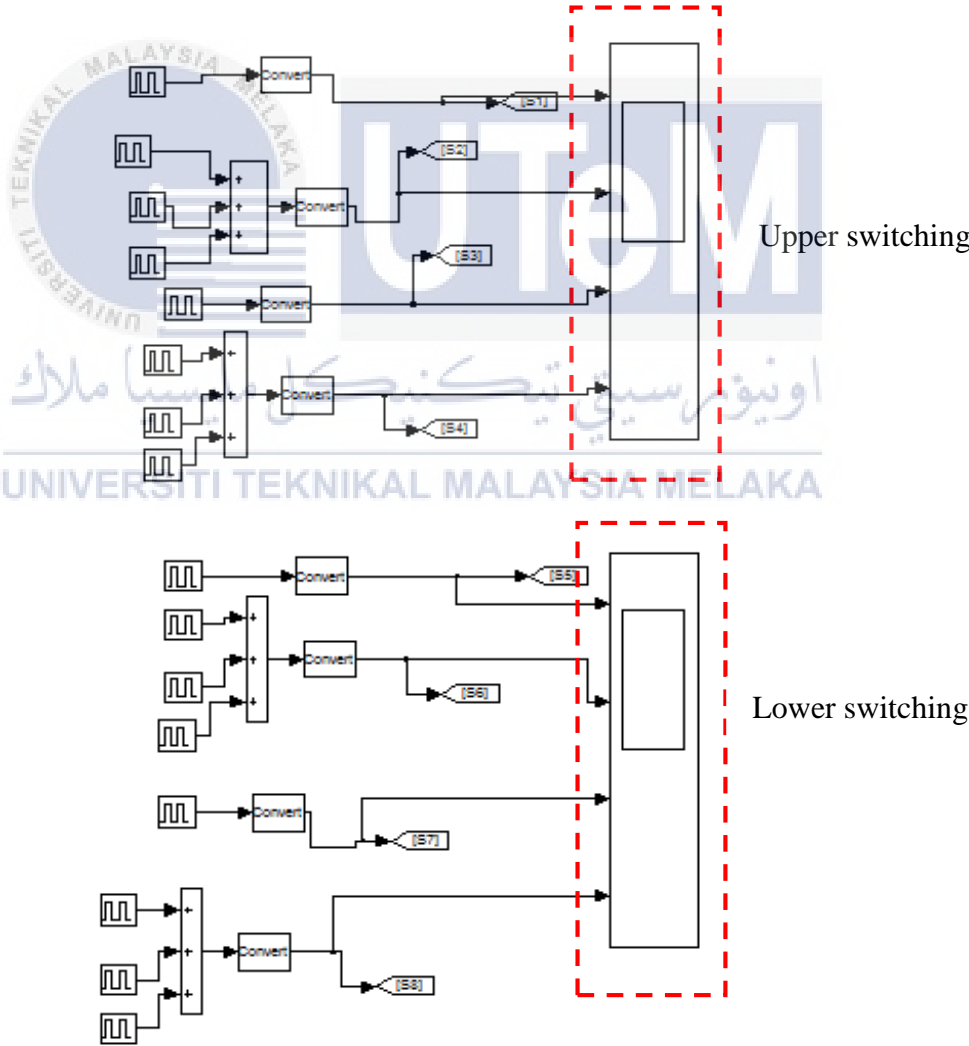 UNIVERSITI TEKNIKAL MALAYSIA MELAKA
UTeM
Convert
[S1]
[S2]
+
+
+
Convert
[S3]
Convert
+
+
+
Convert
[S4]
Upper switching
اونيۏرسيتي تيكنيكل مليسيا ملاك
UNIVERSITI TEKNIKAL MALAYSIA MELAKA
Convert
[S5]
+
+
+
Convert
[S6]
Lower switching
Convert
[S7]
+
+
+
Convert
[S8]